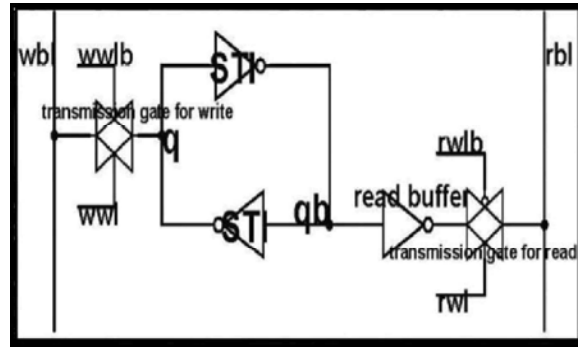 wbl
wwlb
STI
rbl
transmission gate for write
q
rwlb
wwl
STI
qb
read buffer
transmission gate for read
rwl